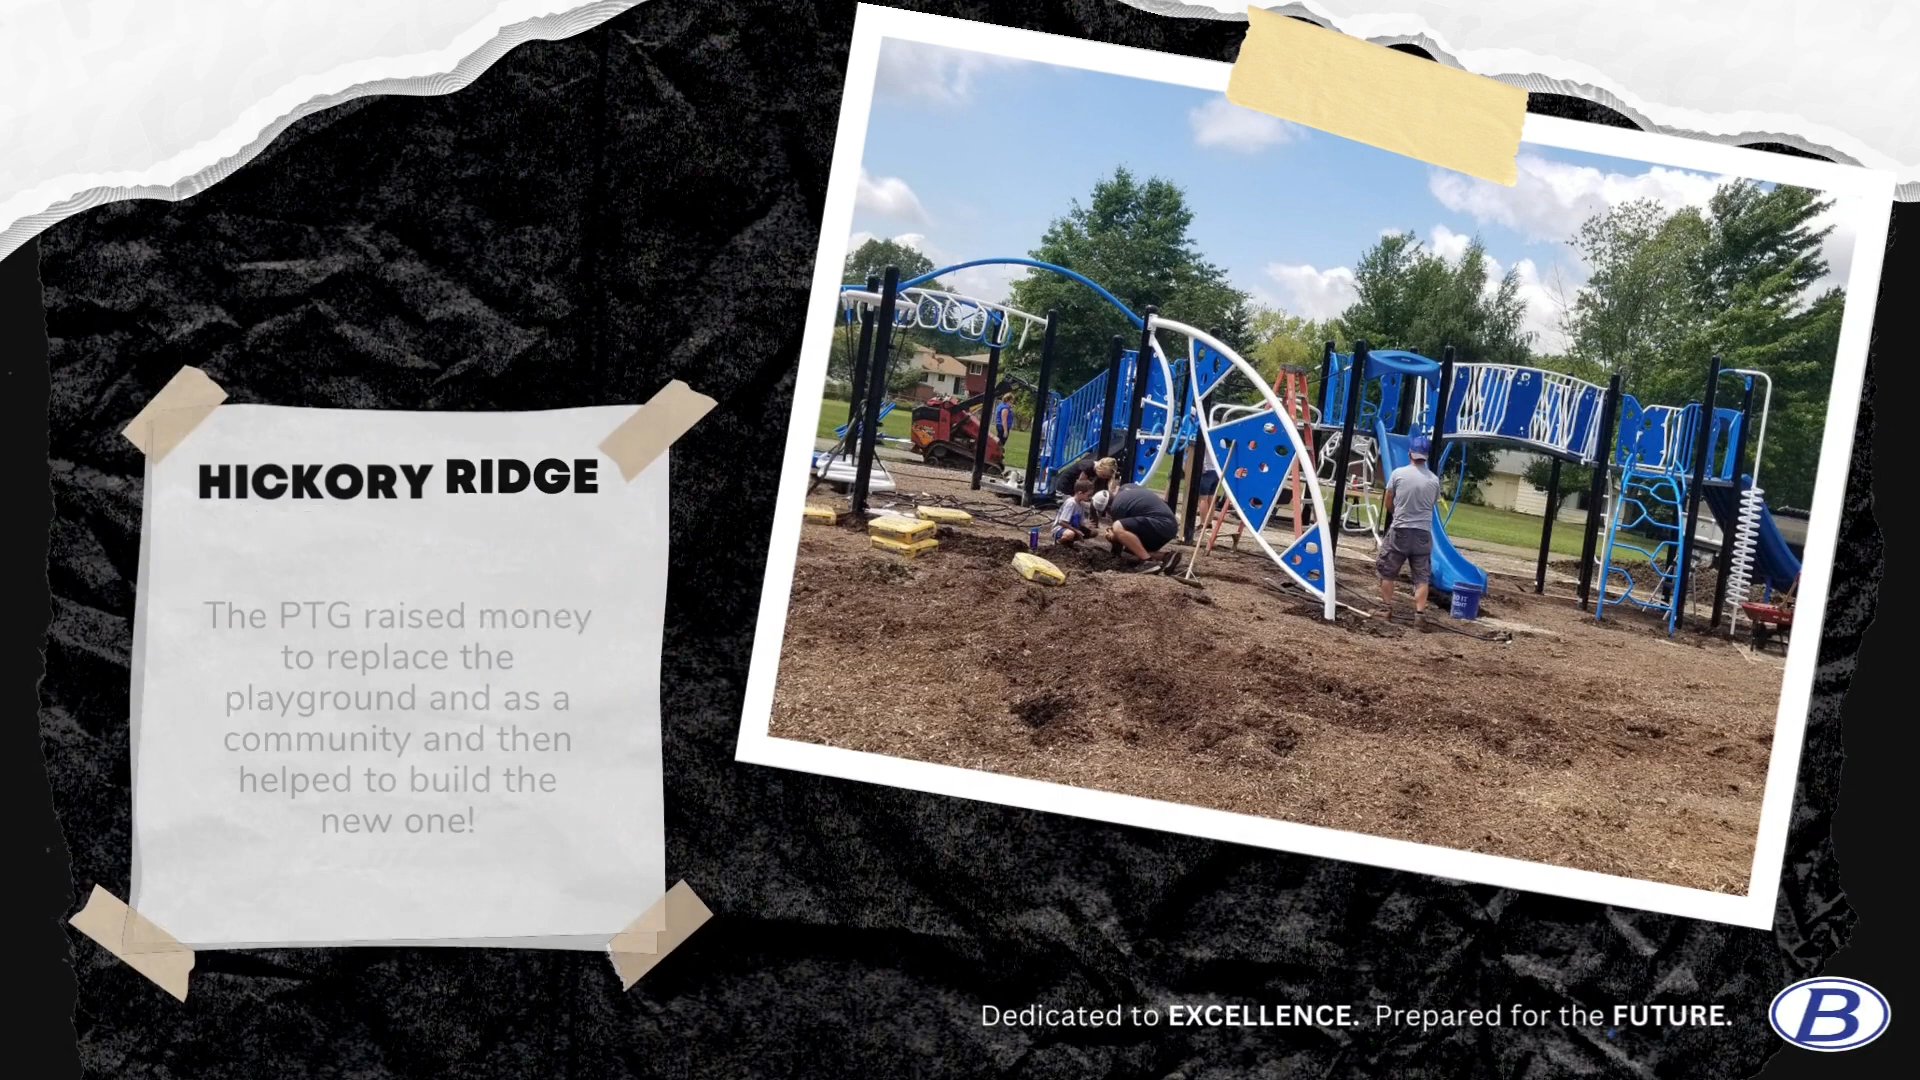 HICKORY RIDGE
The PTG raised money
to replace the
playground and as a
community and then
helped to build the
new one!
Dedicated to EXCELLENCE. Prepared for the FUTURE.
B